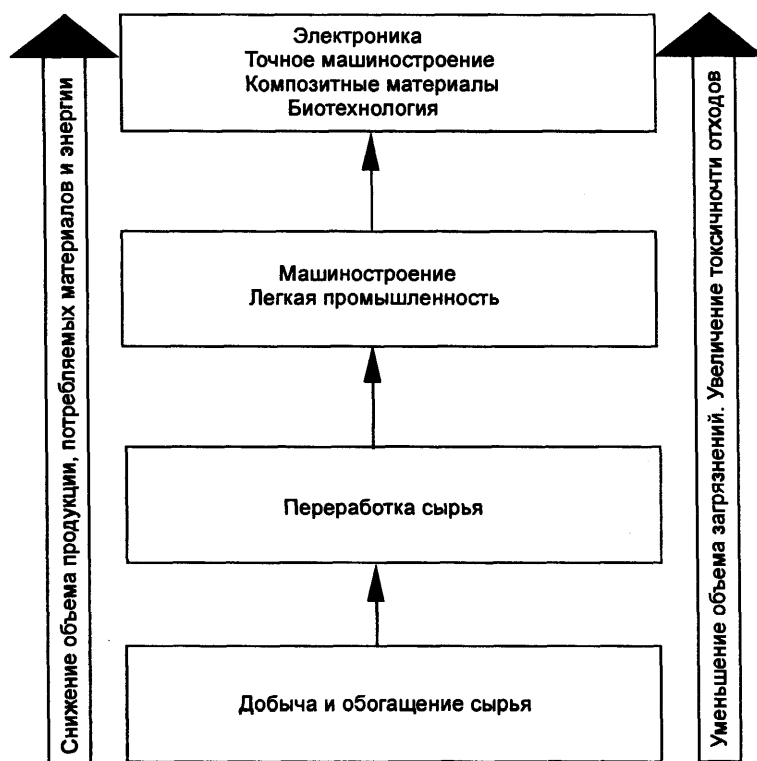 Электроника
Точное машиностроение
Композитные материалы
Биотехнология
Машиностроение
Легкая промышленность
Переработка сырья
Добыча и обогащение сырья
Снижение объема продукции, потребляемых материалов и энергии
Уменьшение объема загрязнений. Увеличение токсичночти отходов